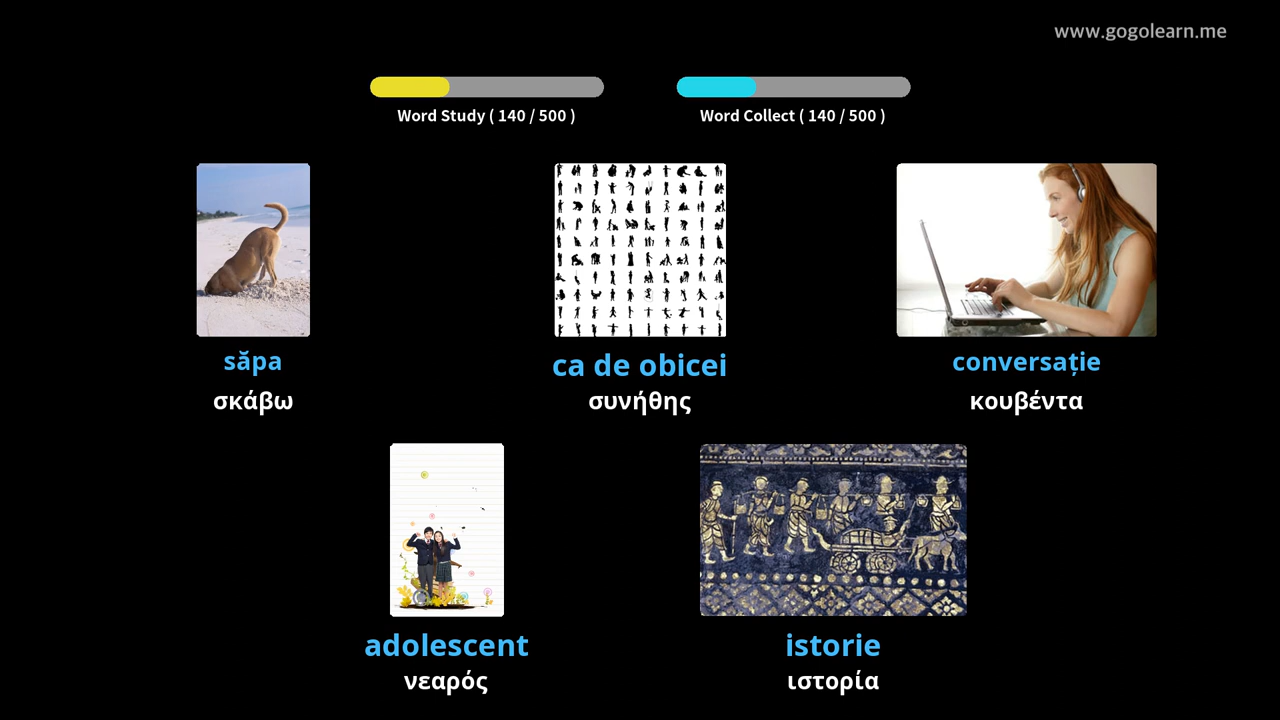 www.gogolearn.me
Word Study ( 140 / 500 )
Word Collect ( 140 / 500 )
săpa
σκάβω
ca de obicei
συνήθης
conversație
κουβέντα
adolescent
νεαρός
istorie
ιστορία